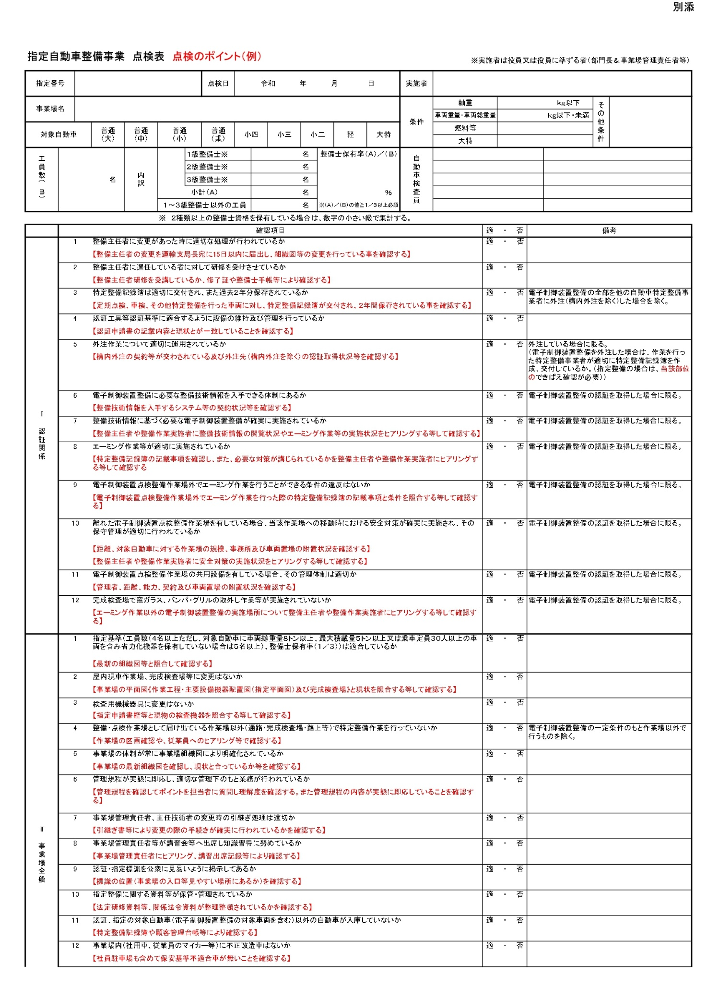 別添
指定自動車整備事業　点検表　点検のポイント（例）
※実施者は役員又は役員に準ずる者（部門長＆事業場管理責任者等）
指定番号
点検日
令和　年　月　日
実施者
事業場名
条件
軸重
kg以下
車両重量・車両総重量
kg以下・未満
燃料等
大特
その他条件
対象自動車
普通（大）
普通（中）
普通（小）
普通（乗）
小四
小三
小二
軽
大特
工員数（B）
名
内訳
1級整備士※
名
2級整備士※
名
3級整備士※
名
小計（A）
名
1～3級整備士以外の工員
名
整備士保有率（A）／（B）
％
※（A）／（B）の値≧1／3以上必須
自動車検査員
※　2種類以上の整備士資格を保有している場合は、数字の小さい級で集計する。
確認項目
適　・　否
備考
Ⅰ　認証関係
1　整備主任者に変更があった時に適切な処理が行われているか
適　・　否
【整備主任者の変更を運輸支局長宛に15日以内に届出し、組織図等の変更を行っている事を確認する】
2　整備主任者に選任している者に対して研修を受けさせているか
適　・　否
【整備主任者研修を受講しているか、修了証や整備士手帳等により確認する】
3　特定整備記録簿は適切に交付され、また過去2年分保存されているか
適　・　否
【定期点検、車検、その他特定整備を行った車両に対し、特定整備記録簿が交付され、2年間保存されている事を確認する】
電子制御装置整備の全部を他の自動車特定整備事
業者に外注（構内外注を除く）した場合を除く。
4　認証工具等認証基準に適合するように設備の維持及び管理を行っているか
適　・　否
【認証申請書の記載内容と現状とが一致していることを確認する】
5　外注作業について適切に運用されているか
適　・　否
【構内外注の契約等が交わされている及び外注先（構内外注を除く）の認証取得状況等を確認する】
外注している場合に限る。
（電子制御装置整備を外注した場合は、作業を行っ
た特定整備事業者が適切に特定整備記録簿を作
成、交付しているか。（指定整備の場合は、当該部位
のできばえ確認が必要））
6　電子制御装置整備に必要な整備技術情報を入手できる体制にあるか
適　・　否
電子制御装置整備の認証を取得した場合に限る。
【整備技術情報を入手するシステム等の契約状況等を確認する】
7　整備技術情報に基づく必要な電子制御装置整備が確実に実施されているか
適　・　否
電子制御装置整備の認証を取得した場合に限る。
【整備主任者や整備作業実施者に整備技術情報の閲覧状況やエーミング作業等の実施状況をヒアリングする等して確認する】
8　エーミング作業等が適切に実施されているか
適　・　否
電子制御装置整備の認証を取得した場合に限る。
【特定整備記録簿の記載事項を確認し、また、必要な対策が講じられているかを整備主任者や整備作業実施者にヒアリングす
る等して確認する
9　電子制御装置点検整備作業場外でエーミング作業を行うことができる条件の違反はないか
適　・　否
電子制御装置整備の認証を取得した場合に限る。
【電子制御装置点検整備作業場外でエーミング作業を行った際の特定整備記録簿の記載事項と条件を照合する等して確認す
る】
10　離れた電子制御装置点検整備作業場を有している場合、当該作業場への移動時における安全対策が確実に実施され、その
保守管理が適切に行われているか
適　・　否
電子制御装置整備の認証を取得した場合に限る。
【距離、対象自動車に対する作業場の規模、事務所及び車両置場の附置状況を確認する】
【整備主任者や整備作業実施者に安全対策の実施状況をヒアリングする等して確認する】
11　電子制御装置点検整備作業場の共用設備を有している場合、その管理体制は適切か
適　・　否
電子制御装置整備の認証を取得した場合に限る。
【管理者、距離、能力、契約及び車両置場の附置状況を確認する】
12　完成検査場で窓ガラス、バンパ・グリルの取外し作業等が実施されていないか
適　・　否
電子制御装置整備の認証を取得した場合に限る。
【エーミング作業以外の電子制御装置整備の実施場所について整備主任者や整備作業実施者にヒアリングする等して確認す
る】
Ⅱ　事業場全般
1　指定基準（工員数（4名以上ただし、対象自動車に車両総重量8トン以上、最大積載量5トン以上又は乗車定員30人以上の車
両を含み省力化機器を保有していない場合は5名以上）、整備士保有率（1／3））は適合しているか
適　・　否
【最新の組織図等と照合して確認する】
2　屋内現車作業場、完成検査場等に変更はないか
適　・　否
【事業場の平面図《作業工程・主要設備機器配置図（指定平面図）及び完成検査場》と現状を照合する等して確認する】
3　検査用機械器具に変更はないか
適　・　否
【指定申請書控等と現物の検査機器を照合する等して確認する】
4　整備・点検作業場として届け出ている作業場以外（通路・完成検査場・路上等）で特定整備作業を行っていないか
適　・　否
【作業場の区画確認や、従業員へのヒアリング等で確認する】
電子制御装置整備の一定条件のもと作業場以外で
行うものを除く。
5　事業場の体制が常に事業場組織図により明確化されているか
適　・　否
【事業場の最新組織図を確認し、現状と合っているか等を確認する】
6　管理規程が実態に即応し、適切な管理下のもと業務が行われているか
適　・　否
【管理規程を確認してポイントを担当者に質問し理解度を確認する。また管理規程の内容が実態に即応していることを確認す
る】
7　事業場管理責任者、主任技術者の変更時の引継ぎ処理は適切か
適　・　否
【引継ぎ書等により変更の際の手続きが確実に行われているかを確認する】
8　事業場管理責任者等が講習会等へ出席し知識習得に努めているか
適　・　否
【事業場管理責任者にヒアリング、講習出席記録等により確認する】
9　認証・指定標識を公衆に見易いように掲示してあるか
適　・　否
【標識の位置（事業場の入口等見やすい場所にあるか）を確認する】
10　指定整備に関する資料等が保管・管理されているか
適　・　否
【法定研修資料等、関係法令資料が整理整頓されているかを確認する】
11　認証、指定の対象自動車（電子制御装置整備の対象車両を含む）以外の自動車が入庫していないか
適　・　否
【特定整備記録簿や顧客管理台帳等により確認する】
12　事業場内（社用車、従業員のマイカー等）に不正改造車はないか
適　・　否
【社員駐車場も含めて保安基準不適合車が無いことを確認する】